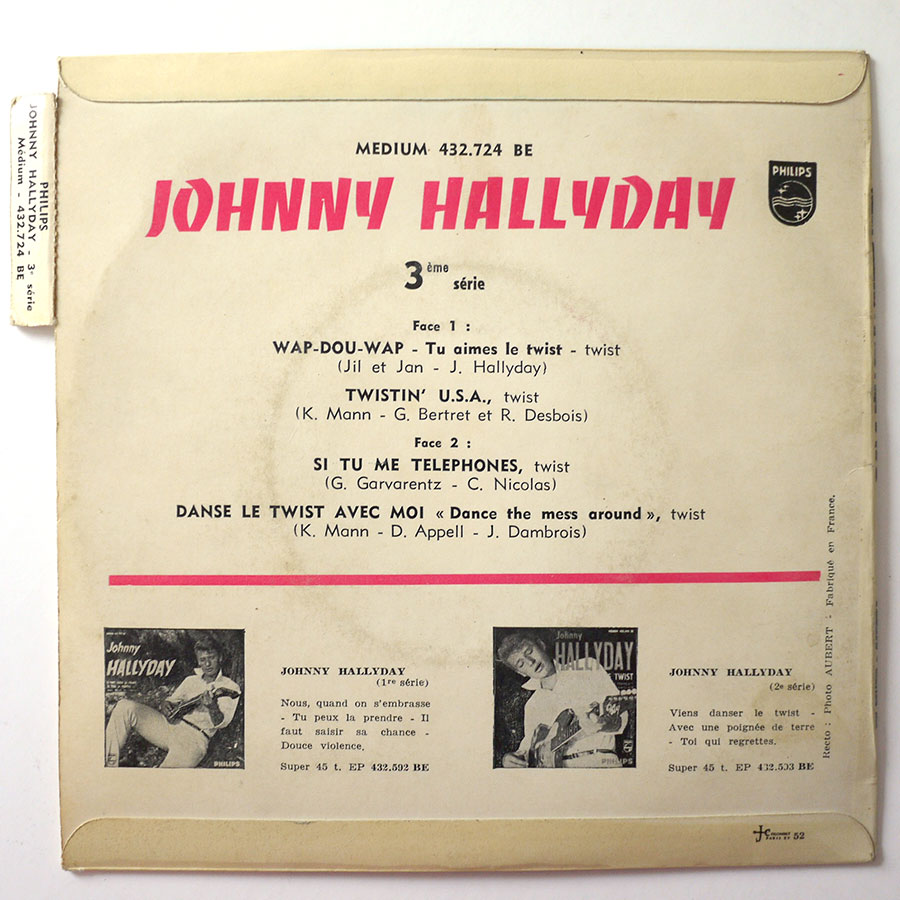 MEDIUM 432.724 BE
JOHNNY HALLYDAY
PHILIPS
3ème série
PHILIPS
JOHNNY HALLYDAY - 3e série
Médium - 432.724 BE
Face 1 :
WAP-DOU-WAP - Tu aimes le twist - twist
(Jil et Jan - J. Hallyday)
TWISTIN' U.S.A., twist
(K. Mann - G. Bertret et R. Desbois)
Face 2 :
SI TU ME TELEPHONES, twist
(G. Garvarentz - C. Nicolas)
DANSE LE TWIST AVEC MOI « Dance the mess around », twist
(K. Mann - D. Appell - J. Dambrois)
Johnny
HALLYDAY
PHILIPS
JOHNNY HALLYDAY
(1re série)
Nous, quand on s'embrasse
- Tu peux la prendre - Il
faut saisir sa chance -
Douce violence.
Super 45 t. EP 432.592 BE
Johnny
HALLYDAY
TWIST
PHILIPS
JOHNNY HALLYDAY
(2e série)
Viens danser le twist -
Avec une poignée de terre
- Toi qui regrettes.
Super 45 t. EP 432.593 BE
Recto : Photo AUBERT : Fabriqué en France.
52